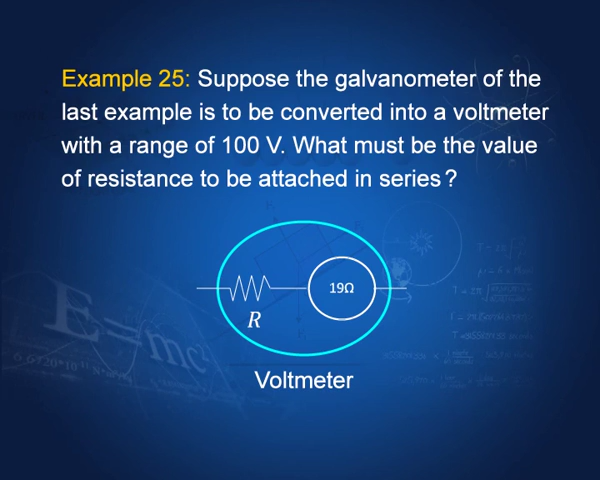 Example 25: Suppose the galvanometer of the
last example is to be converted into a voltmeter
with a range of 100 V. What must be the value
of resistance to be attached in series?
19Ω
R
Voltmeter
E=mc²